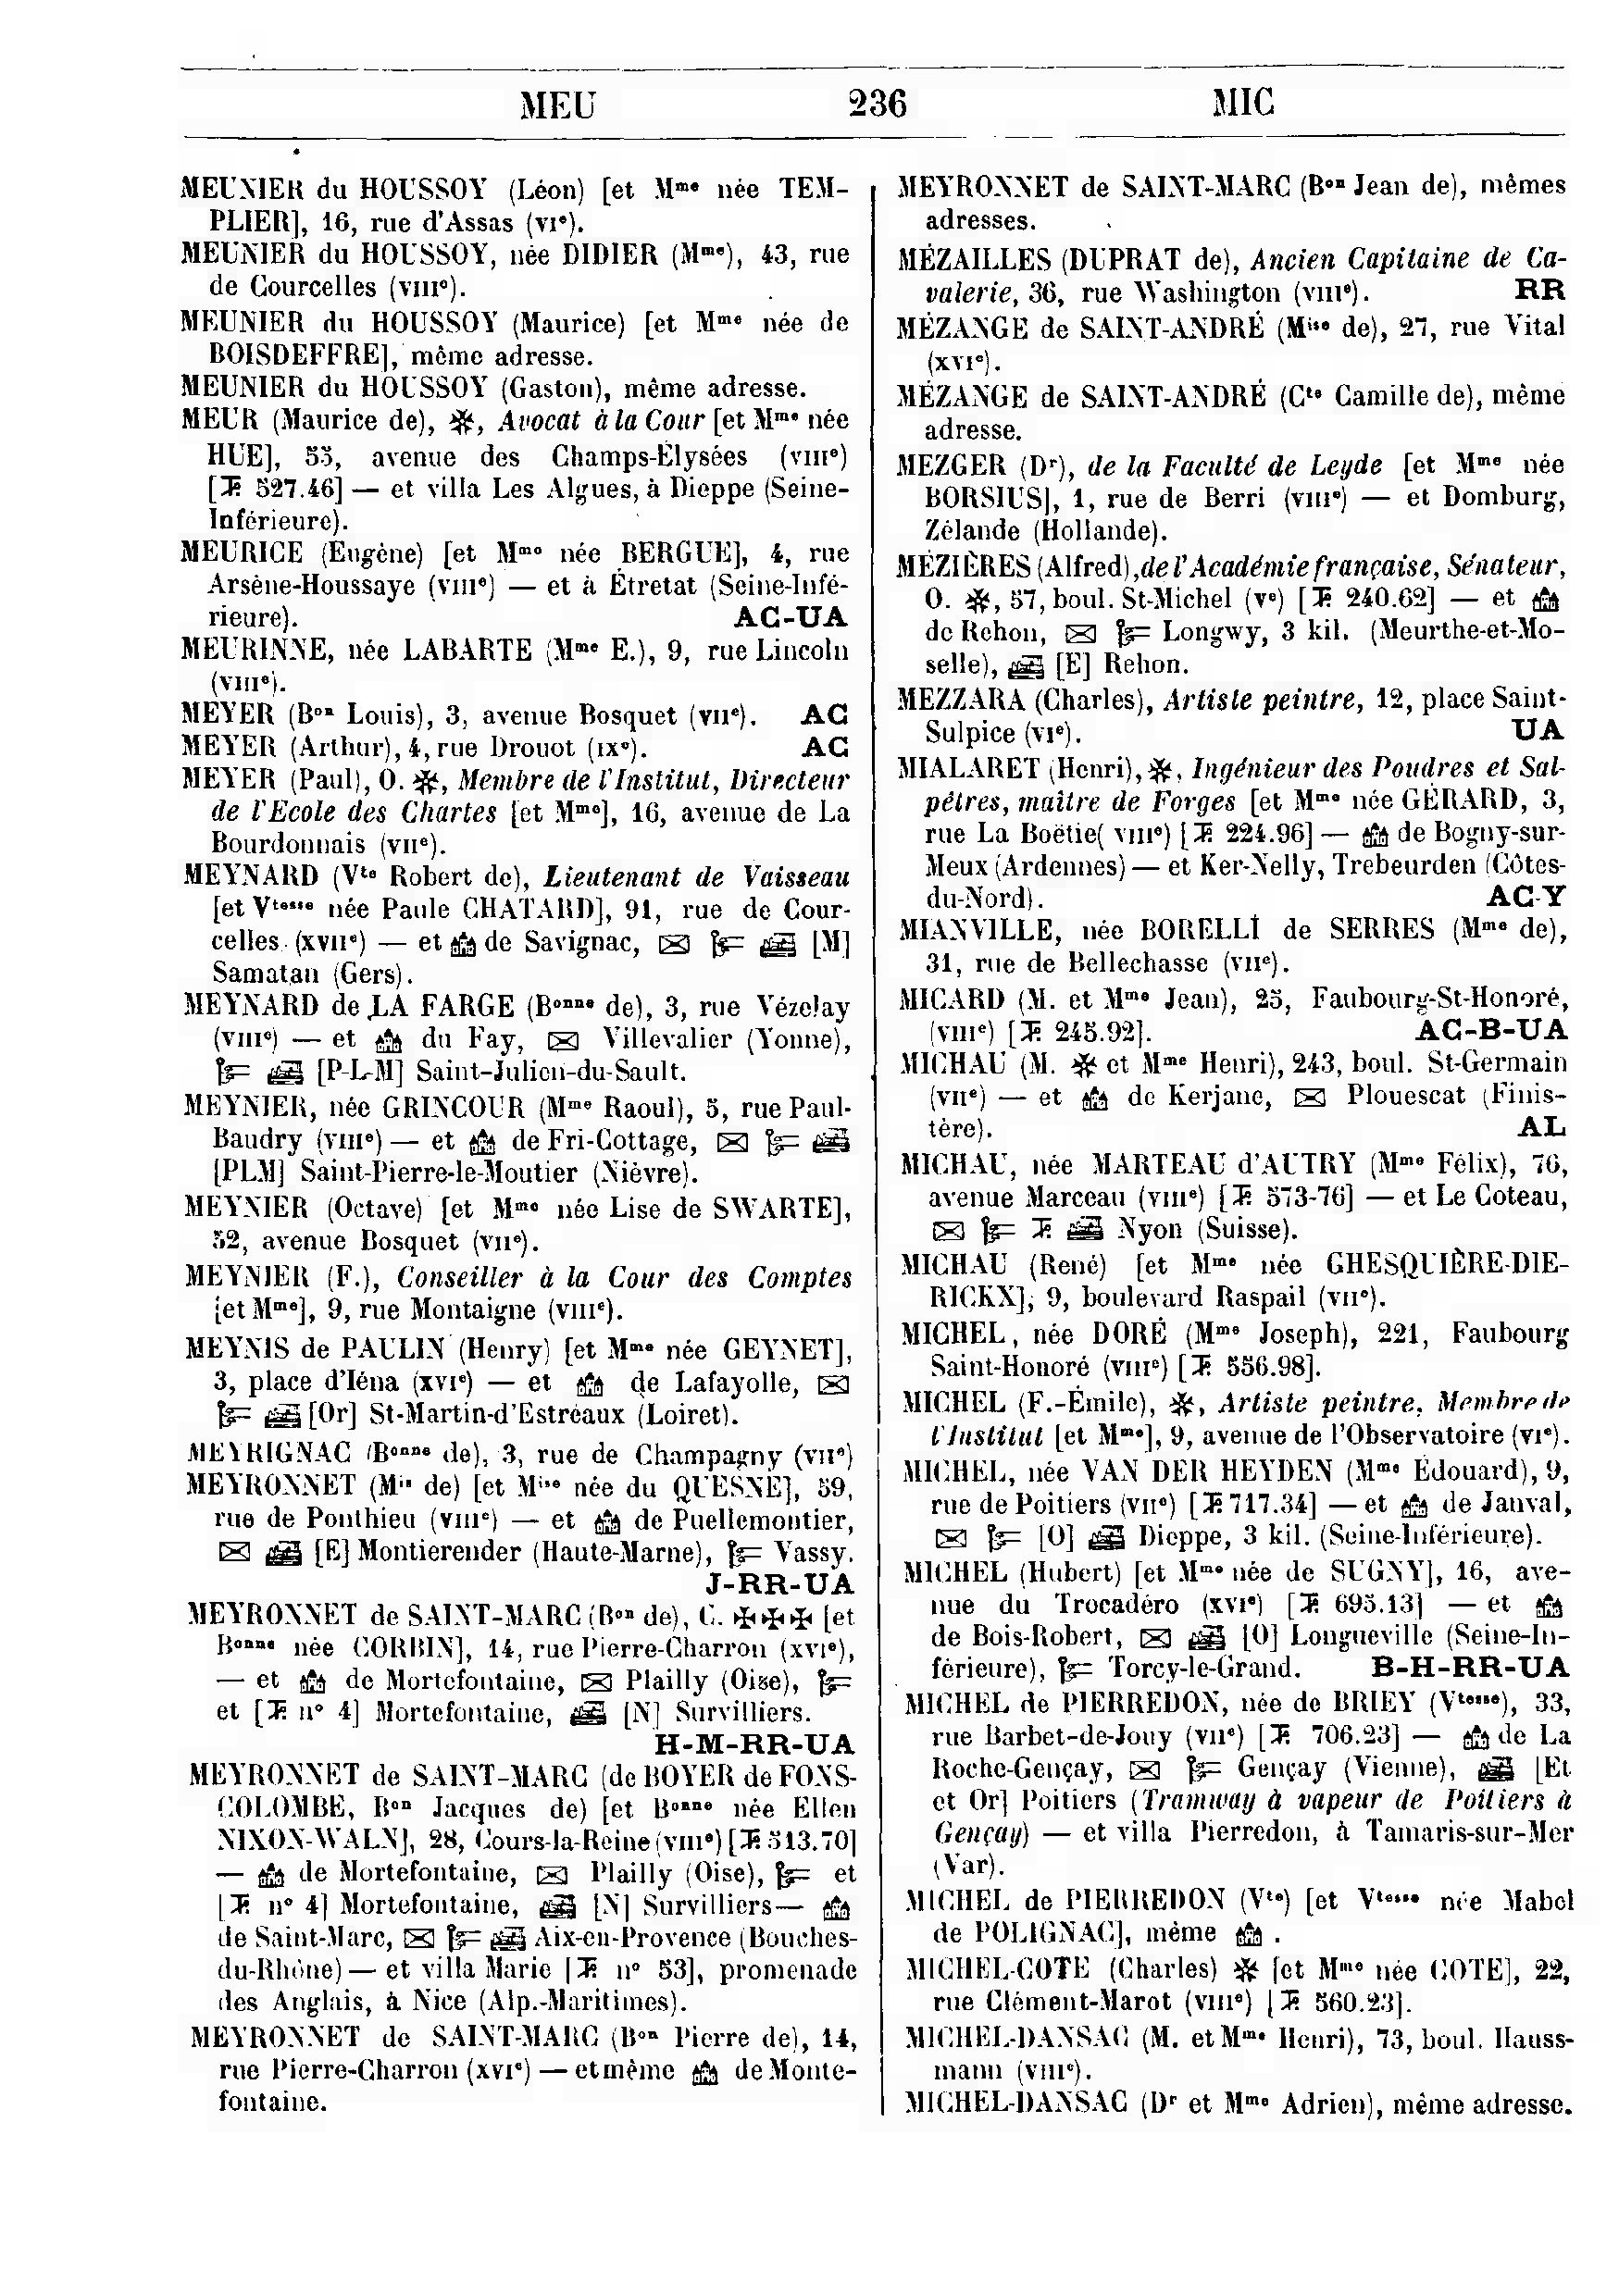 MEU 236 MIC
MEUNIER du HOUSSOY (Léon) [et Mme née TEM-
PLIER], 16, rue d'Assas (VIe).
MEUNIER du HOUSSOY, née DIDIER (Mme), 43, rue
de Courcelles (VIIIe).
MEUNIER du HOUSSOY (Maurice) [et Mme née de
BOISDEFFRE], même adresse.
MEUNIER du HOUSSOY (Gaston), même adresse.
MEUR (Maurice de), ✻, Avocat à la Cour [et Mme née
HUE], 55, avenue des Champs-Élysées (VIIIe)
[T. 527.46] — et villa Les Algues, à Dieppe (Seine-
Inférieure).
MEURICE (Eugène) [et Mme née BERGUE], 4, rue
Arsène-Houssaye (VIIIe) — et à Étretat (Seine-Infé-
rieure). AC-UA
MEURINNE, née LABARTE (Mme E.), 9, rue Lincoln
(VIIIe).
MEYER (Bon Louis), 3, avenue Bosquet (VIIe). AC
MEYER (Arthur), 4, rue Drouot (IXe). AC
MEYER (Paul), O. ✻, Membre de l'Institut, Directeur
de l'Ecole des Chartes [et Mme], 16, avenue de La
Bourdonnais (VIIe).
MEYNARD (Vte Robert de), Lieutenant de Vaisseau
[et Vtesse née Paule CHATARD], 91, rue de Cour-
celles (XVIIe) — et de Savignac, [M]
Samatan (Gers).
MEYNARD de LA FARGE (Bonne de), 3, rue Vézelay
(VIIIe) — et du Fay, Villevalier (Yonne),
[P-L-M] Saint-Julien-du-Sault.
MEYNIER, née GRINCOUR (Mme Raoul), 5, rue Paul-
Baudry (VIIIe) — et de Fri-Cottage,
[PLM] Saint-Pierre-le-Moutier (Nièvre).
MEYNIER (Octave) [et Mme née Lise de SWARTE],
52, avenue Bosquet (VIIe).
MEYNIER (F.), Conseiller à la Cour des Comptes
[et Mme], 9, rue Montaigne (VIIIe).
MEYNIS de PAULIN (Henry) [et Mme née GEYNET],
3, place d'Iéna (XVIe) — et de Lafayolle,
[Or] St-Martin-d'Estréaux (Loiret).
MEYRIGNAC (Bonne de), 3, rue de Champagny (VIIe)
MEYRONNET (Mis de) [et Mise née du QUESNE], 59,
rue de Ponthieu (VIIIe) — et de Puellemontier,
[E] Montierender (Haute-Marne), Vassy.
J-RR-UA
MEYRONNET de SAINT-MARC (Bon de), C. ✠✠✠ [et
Bonne née CORBIN], 14, rue Pierre-Charron (XVIe),
— et de Mortefontaine, Plailly (Oise),
et [T. n° 4] Mortefontaine, [N] Survilliers.
H-M-RR-UA
MEYRONNET de SAINT-MARC (de BOYER de FONS-
COLOMBE, Bon Jacques de) [et Bonne née Ellen
NIXON-WALN], 28, Cours-la-Reine (VIIIe) [T. 513.70]
— de Mortefontaine, Plailly (Oise), et
[T. n° 4] Mortefontaine, [N] Survilliers —
de Saint-Marc, Aix-en-Provence (Bouches-
du-Rhône) — et villa Marie [T. n° 53], promenade
des Anglais, à Nice (Alp.-Maritimes).
MEYRONNET de SAINT-MARC (Bon Pierre de), 14,
rue Pierre-Charron (XVIe) — et même de Monte-
fontaine.
MEYRONNET de SAINT-MARC (Bon Jean de), mêmes
adresses.
MÉZAILLES (DUPRAT de), Ancien Capitaine de Ca-
valerie, 36, rue Washington (VIIIe). RR
MÉZANGE de SAINT-ANDRÉ (Mise de), 27, rue Vital
(XVIe).
MÉZANGE de SAINT-ANDRÉ (Cte Camille de), même
adresse.
MEZGER (Dr), de la Faculté de Leyde [et Mme née
BORSIUS], 1, rue de Berri (VIIIe) — et Domburg,
Zélande (Hollande).
MÉZIÈRES (Alfred), de l'Académie française, Sénateur,
O. ✻, 57, boul. St-Michel (Ve) [T. 240.62] — et
de Rehon, Longwy, 3 kil. (Meurthe-et-Mo-
selle), [E] Rehon.
MEZZARA (Charles), Artiste peintre, 12, place Saint-
Sulpice (VIe). UA
MIALARET (Henri), ✻, Ingénieur des Poudres et Sal-
pêtres, maître de Forges [et Mme née GÉRARD, 3,
rue La Boëtie( VIIIe) [T. 224.96] — de Bogny-sur-
Meux (Ardennes) — et Ker-Nelly, Trebeurden (Côtes-
du-Nord). AC-Y
MIANVILLE, née BORELLI de SERRES (Mme de),
31, rue de Bellechasse (VIIe).
MICARD (M. et Mme Jean), 25, Faubourg-St-Honoré,
(VIIIe) [T. 245.92]. AC-B-UA
MICHAU (M. ✻ et Mme Henri), 243, boul. St-Germain
(VIIe) — et de Kerjane, Plouescat (Finis-
tère). AL
MICHAU, née MARTEAU d'AUTRY (Mme Félix), 76,
avenue Marceau (VIIIe) [T. 573-76] — et Le Coteau,
T. Nyon (Suisse).
MICHAU (René) [et Mme née GHESQUIÈRE-DIE-
RICKX], 9, boulevard Raspail (VIIe).
MICHEL, née DORÉ (Mme Joseph), 221, Faubourg
Saint-Honoré (VIIIe) [T. 556.98].
MICHEL (F.-Émile), ✻, Artiste peintre, Membre de
l'Institut [et Mme], 9, avenue de l'Observatoire (VIe).
MICHEL, née VAN DER HEYDEN (Mme Édouard), 9,
rue de Poitiers (VIIe) [T. 717.34] — et de Janval,
[O] Dieppe, 3 kil. (Seine-Inférieure).
MICHEL (Hubert) [et Mme née de SUGNY], 16, ave-
nue du Trocadéro (XVIe) [T. 695.13] — et
de Bois-Robert, [O] Longueville (Seine-In-
férieure), Torcy-le-Grand. B-H-RR-UA
MICHEL de PIERREDON, née de BRIEY (Vtesse), 33,
rue Barbet-de-Jouy (VIIe) [T. 706.23] — de La
Roche-Gençay, Gençay (Vienne), [Et
et Or] Poitiers (Tramway à vapeur de Poitiers à
Gençay) — et villa Pierredon, à Tamaris-sur-Mer
(Var).
MICHEL de PIERREDON (Vte) [et Vtesse née Mabel
de POLIGNAC], même .
MICHEL-COTE (Charles) ✻ [et Mme née COTE], 22,
rue Clément-Marot (VIIIe) [T. 560.23].
MICHEL-DANSAC (M. et Mme Henri), 73, boul. Hauss-
mann (VIIIe).
MICHEL-DANSAC (Dr et Mme Adrien), même adresse.